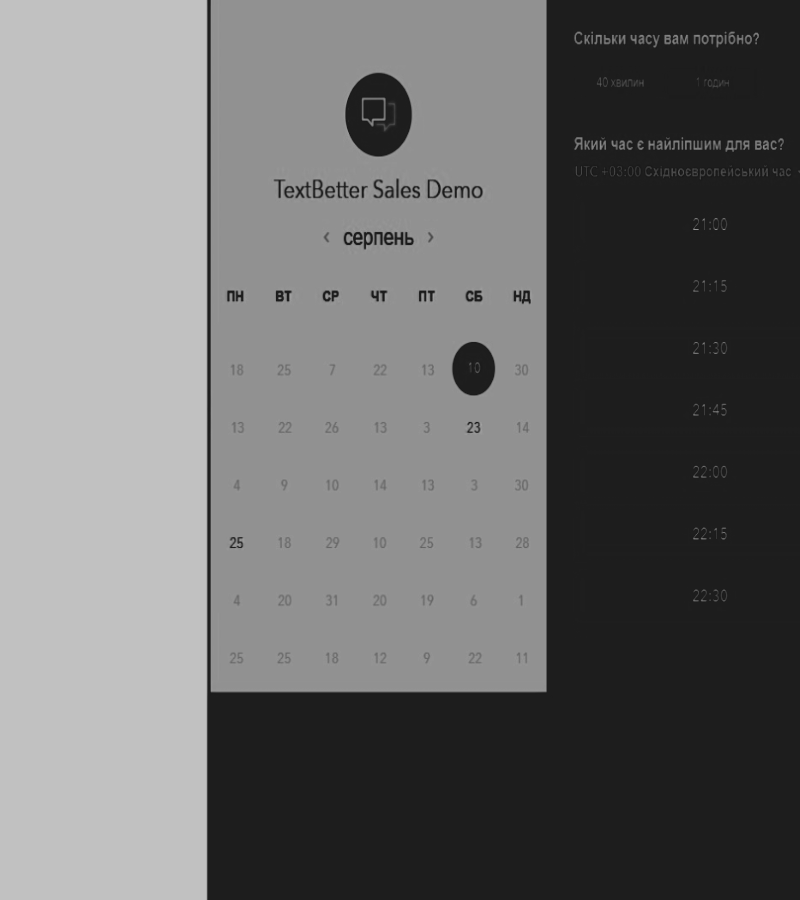 TextBetter Sales Demo
‹ серпень ›
ПН ВТ СР ЧТ ПТ СБ НД
18 25 7 22 13 10 30
13 22 26 13 3 23 14
4 9 10 14 13 3 30
25 18 29 10 25 13 28
4 20 31 20 19 6 1
25 25 18 12 9 22 11
Скільки часу вам потрібно?
40 хвилин 1 годин
Який час є найліпшим для вас?
UTC +03:00 Східноєвропейський час
21:00
21:15
21:30
21:45
22:00
22:15
22:30